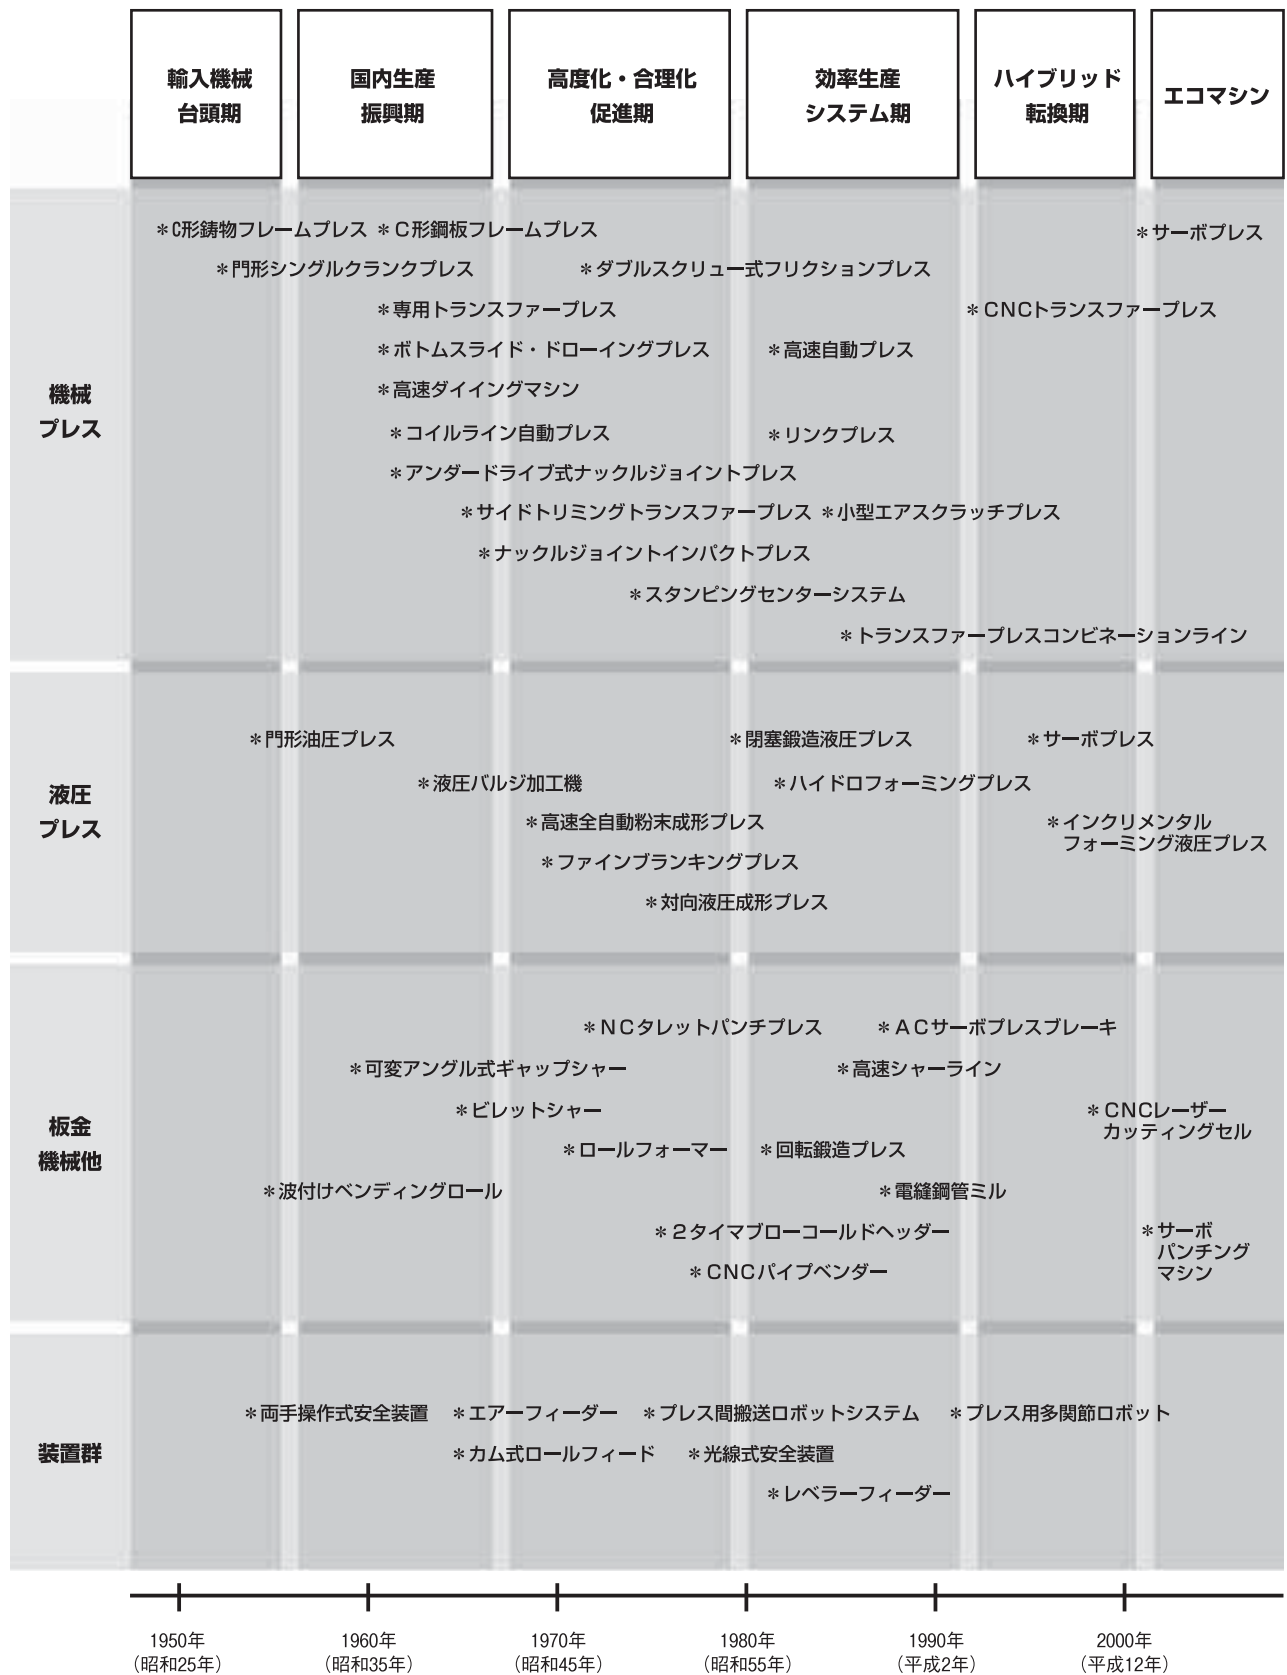 輸入機械
台頭期
国内生産
振興期
高度化・合理化
促進期
効率生産
システム期
ハイブリッド
転換期
エコマシン
機械
プレス
＊C形鋳物フレームプレス ＊C形鋼板フレームプレス ＊サーボプレス
＊門形シングルクランクプレス ＊ダブルスクリュー式フリクションプレス
＊専用トランスファープレス ＊CNCトランスファープレス
＊ボトムスライド・ドローイングプレス ＊高速自動プレス
＊高速ダイイングマシン
＊コイルライン自動プレス ＊リンクプレス
＊アンダードライブ式ナックルジョイントプレス
＊サイドトリミングトランスファープレス ＊小型エアスクラッチプレス
＊ナックルジョイントインパクトプレス
＊スタンピングセンターシステム
＊トランスファープレスコンビネーションライン
液圧
プレス
＊門形油圧プレス ＊閉塞鍛造液圧プレス ＊サーボプレス
＊液圧バルジ加工機 ＊ハイドロフォーミングプレス
＊高速全自動粉末成形プレス ＊インクリメンタル
フォーミング液圧プレス
＊ファインブランキングプレス
＊対向液圧成形プレス
板金
機械他
＊NCタレットパンチプレス ＊ACサーボプレスブレーキ
＊可変アングル式ギャップシャー ＊高速シャーライン
＊ビレットシャー ＊CNCレーザー
カッティングセル
＊ロールフォーマー ＊回転鍛造プレス
＊波付けベンディングロール ＊電縫鋼管ミル
＊2タイマブローコールドヘッダー ＊サーボ
パンチング
マシン
＊CNCパイプベンダー
装置群
＊両手操作式安全装置 ＊エアーフィーダー ＊プレス間搬送ロボットシステム ＊プレス用多関節ロボット
＊カム式ロールフィード ＊光線式安全装置
＊レベラーフィーダー
1950年 1960年 1970年 1980年 1990年 2000年
（昭和25年） （昭和35年） （昭和45年） （昭和55年） （平成2年） （平成12年）